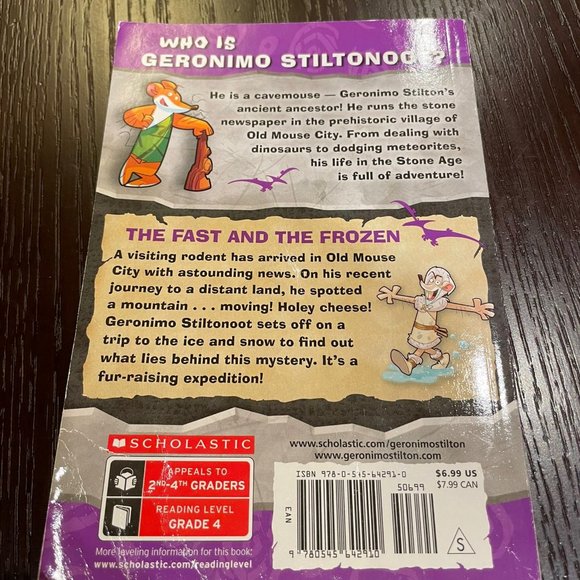 WHO IS
GERONIMO STILTONOOT?
He is a cavemouse — Geronimo Stilton's
ancient ancestor! He runs the stone
newspaper in the prehistoric village of
Old Mouse City. From dealing with
dinosaurs to dodging meteorites,
his life in the Stone Age
is full of adventure!
THE FAST AND THE FROZEN
A visiting rodent has arrived in Old Mouse
City with astounding news. On his recent
journey to a distant land, he spotted
a mountain . . . moving! Holey cheese!
Geronimo Stiltonoot sets off on a
trip to the ice and snow to find out
what lies behind this mystery. It's a
fur-raising expedition!
SCHOLASTIC
APPEALS TO
2ND–4TH GRADERS
READING LEVEL
GRADE 4
More leveling information for this book:
www.scholastic.com/readinglevel
www.scholastic.com/geronimostilton
www.geronimostilton.com
ISBN 978-0-545-64291-0
50699
EAN
9 780545 642910
$6.99 US
$7.99 CAN
S